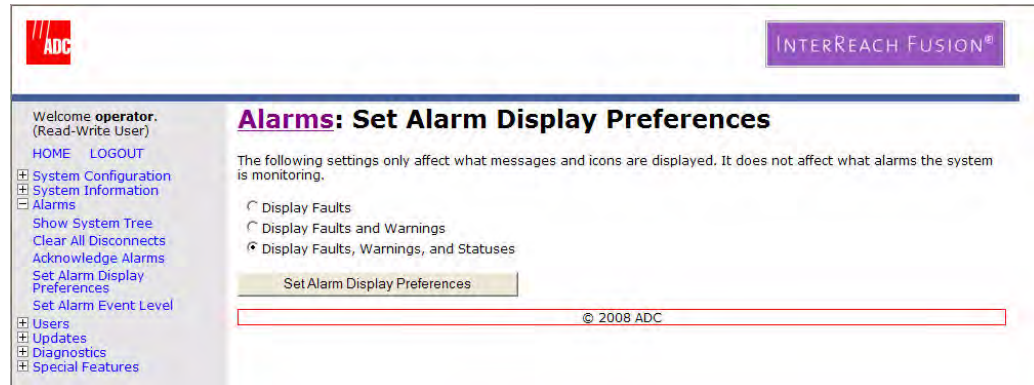 ADC
INTERREACH FUSION®
Welcome operator.
(Read-Write User)
HOME LOGOUT
System Configuration
System Information
Alarms
Show System Tree
Clear All Disconnects
Acknowledge Alarms
Set Alarm Display
Preferences
Set Alarm Event Level
Users
Updates
Diagnostics
Special Features
Alarms: Set Alarm Display Preferences
The following settings only affect what messages and icons are displayed. It does not affect what alarms the system
is monitoring.
Display Faults
Display Faults and Warnings
Display Faults, Warnings, and Statuses
Set Alarm Display Preferences
© 2008 ADC